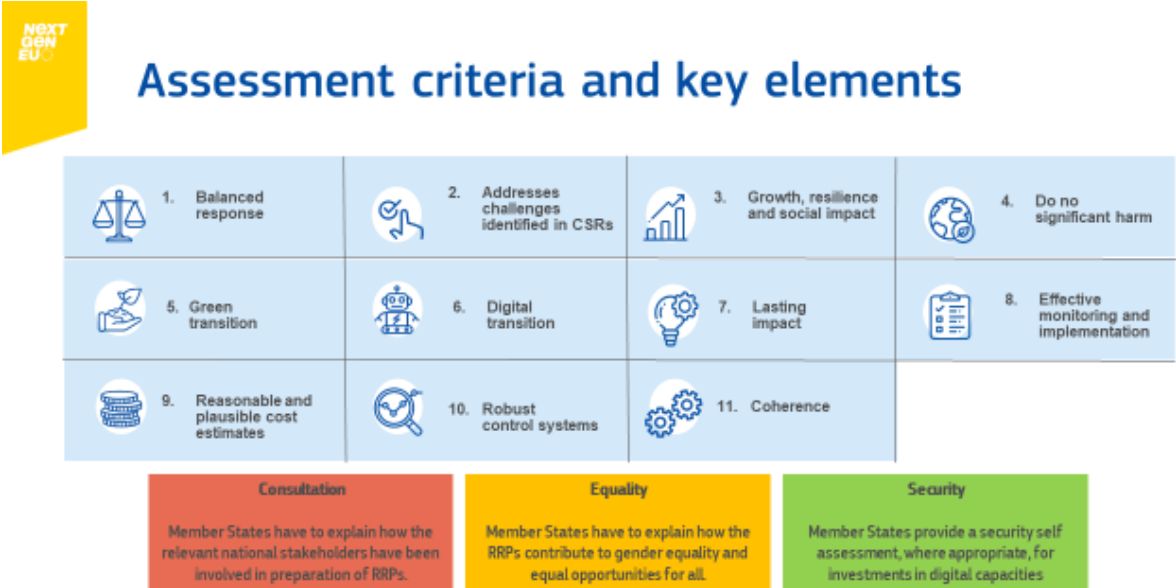 NEXT
GEN
EU
Assessment criteria and key elements
1. Balanced
response
2. Addresses
challenges
identified in CSRs
3. Growth, resilience
and social impact
4. Do no
significant harm
5. Green
transition
6. Digital
transition
7. Lasting
impact
8. Effective
monitoring and
implementation
9. Reasonable and
plausible cost
estimates
10. Robust
control systems
11. Coherence
Consultation
Member States have to explain how the
relevant national stakeholders have been
involved in preparation of RRPs.
Equality
Member States have to explain how the
RRPs contribute to gender equality and
equal opportunities for all.
Security
Member States provide a security self
assessment, where appropriate, for
investments in digital capacities